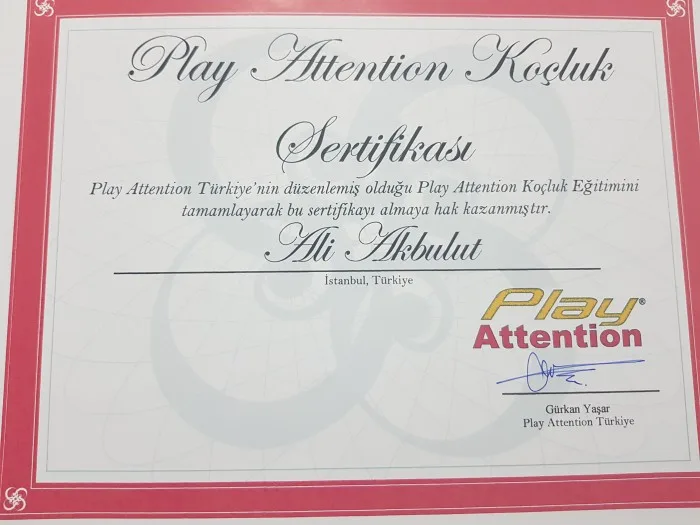 Play Attention Koçluk
Sertifikası
Play Attention Türkiye'nin düzenlemiş olduğu Play Attention Koçluk Eğitimini
tamamlayarak bu sertifikayı almaya hak kazanmıştır.
Ali Akbulut
İstanbul, Türkiye
Play®
Attention
Gürkan Yaşar
Play Attention Türkiye